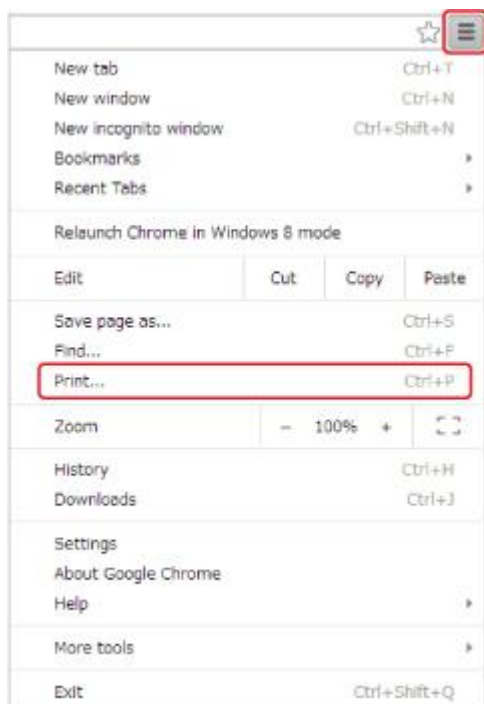 New tab Ctrl+T
New window Ctrl+N
New incognito window Ctrl+Shift+N
Bookmarks
Recent Tabs
Relaunch Chrome in Windows 8 mode
Edit Cut Copy Paste
Save page as... Ctrl+S
Find... Ctrl+F
Print... Ctrl+P
Zoom - 100% +
History Ctrl+H
Downloads Ctrl+J
Settings
About Google Chrome
Help
More tools
Exit Ctrl+Shift+Q